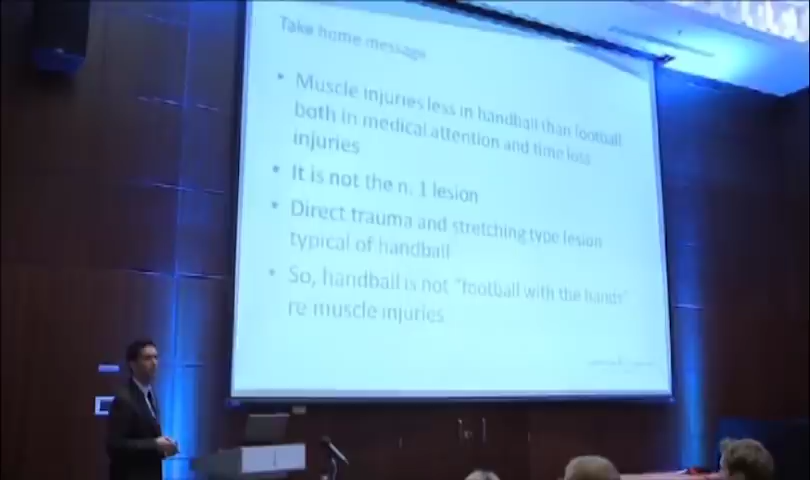 Take home message
• Muscle injuries less in handball than football
both in medical attention and time loss
injuries
• It is not the n. 1 lesion
• Direct trauma and stretching type lesion
typical of handball
• So, handball is not "football with the hands"
re muscle injuries